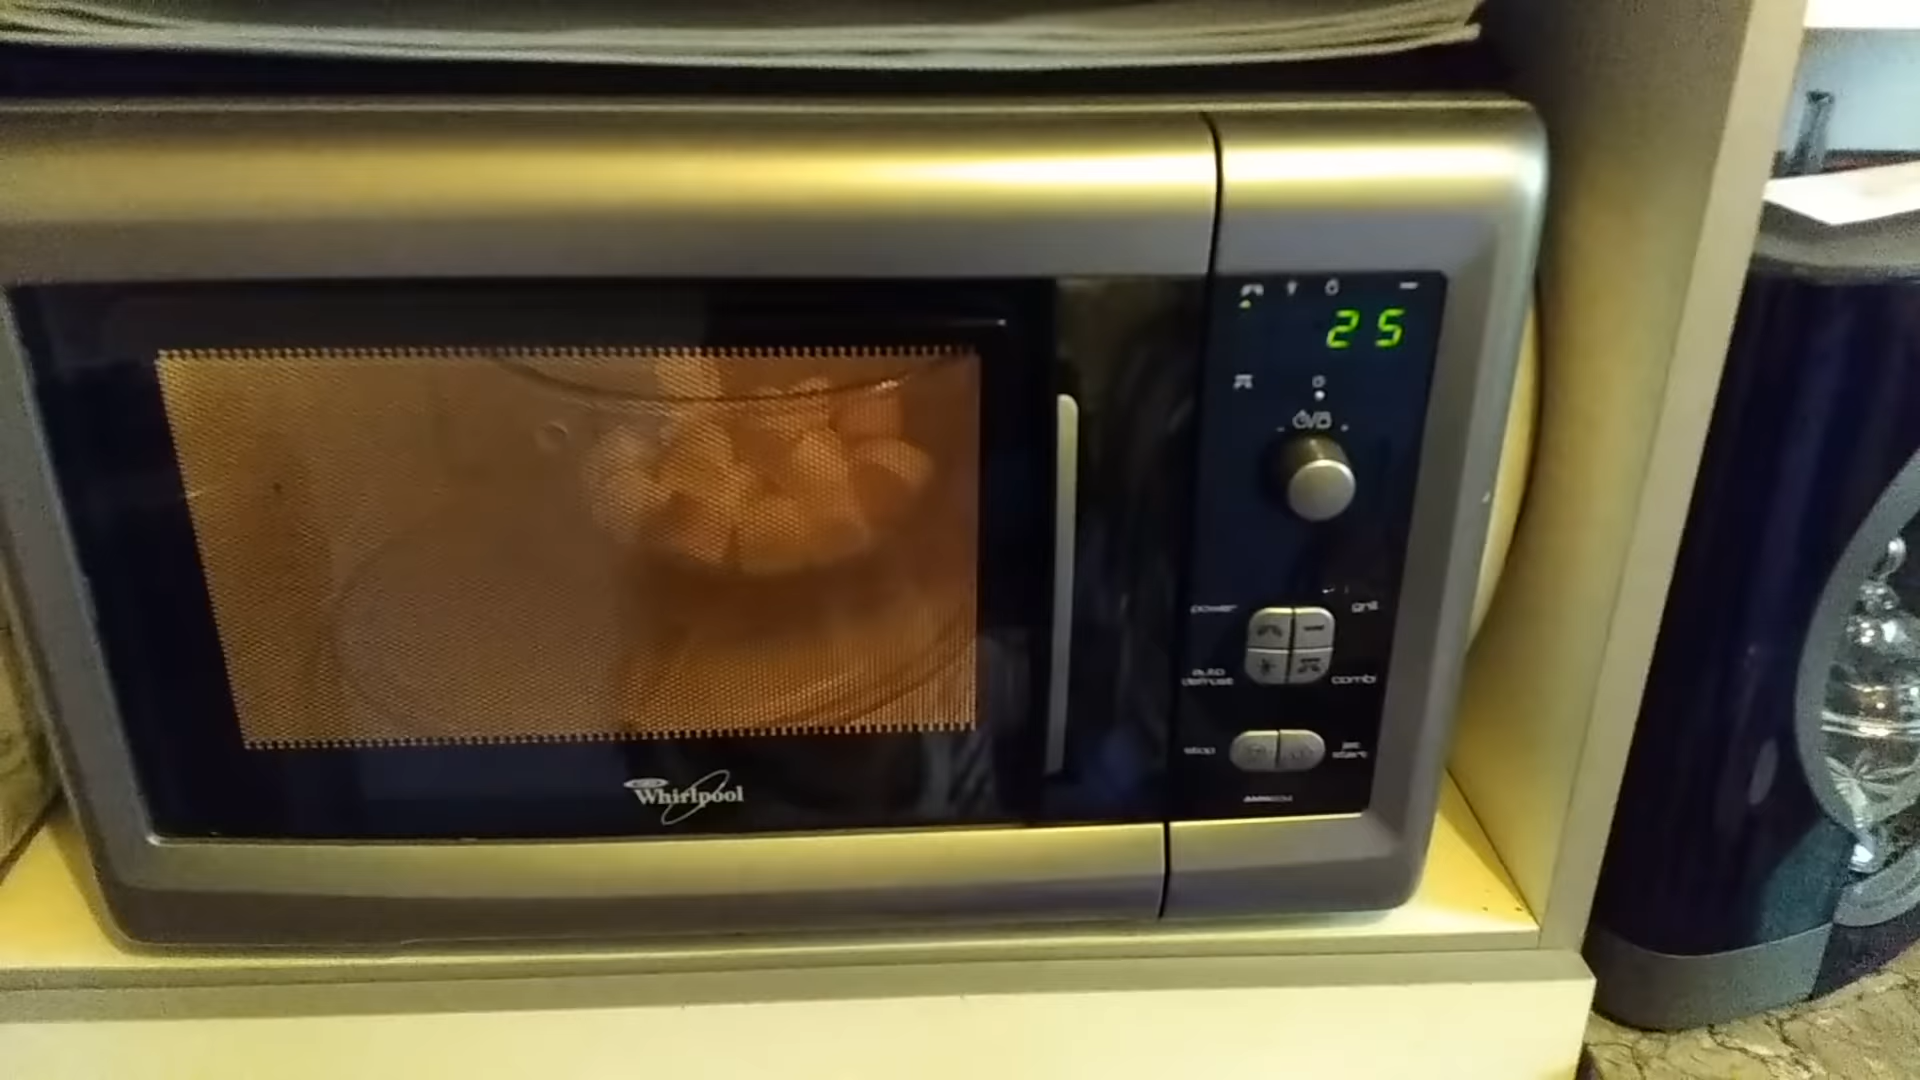 25
power
grill
auto
defrost
combi
stop
jet
start
Whirlpool